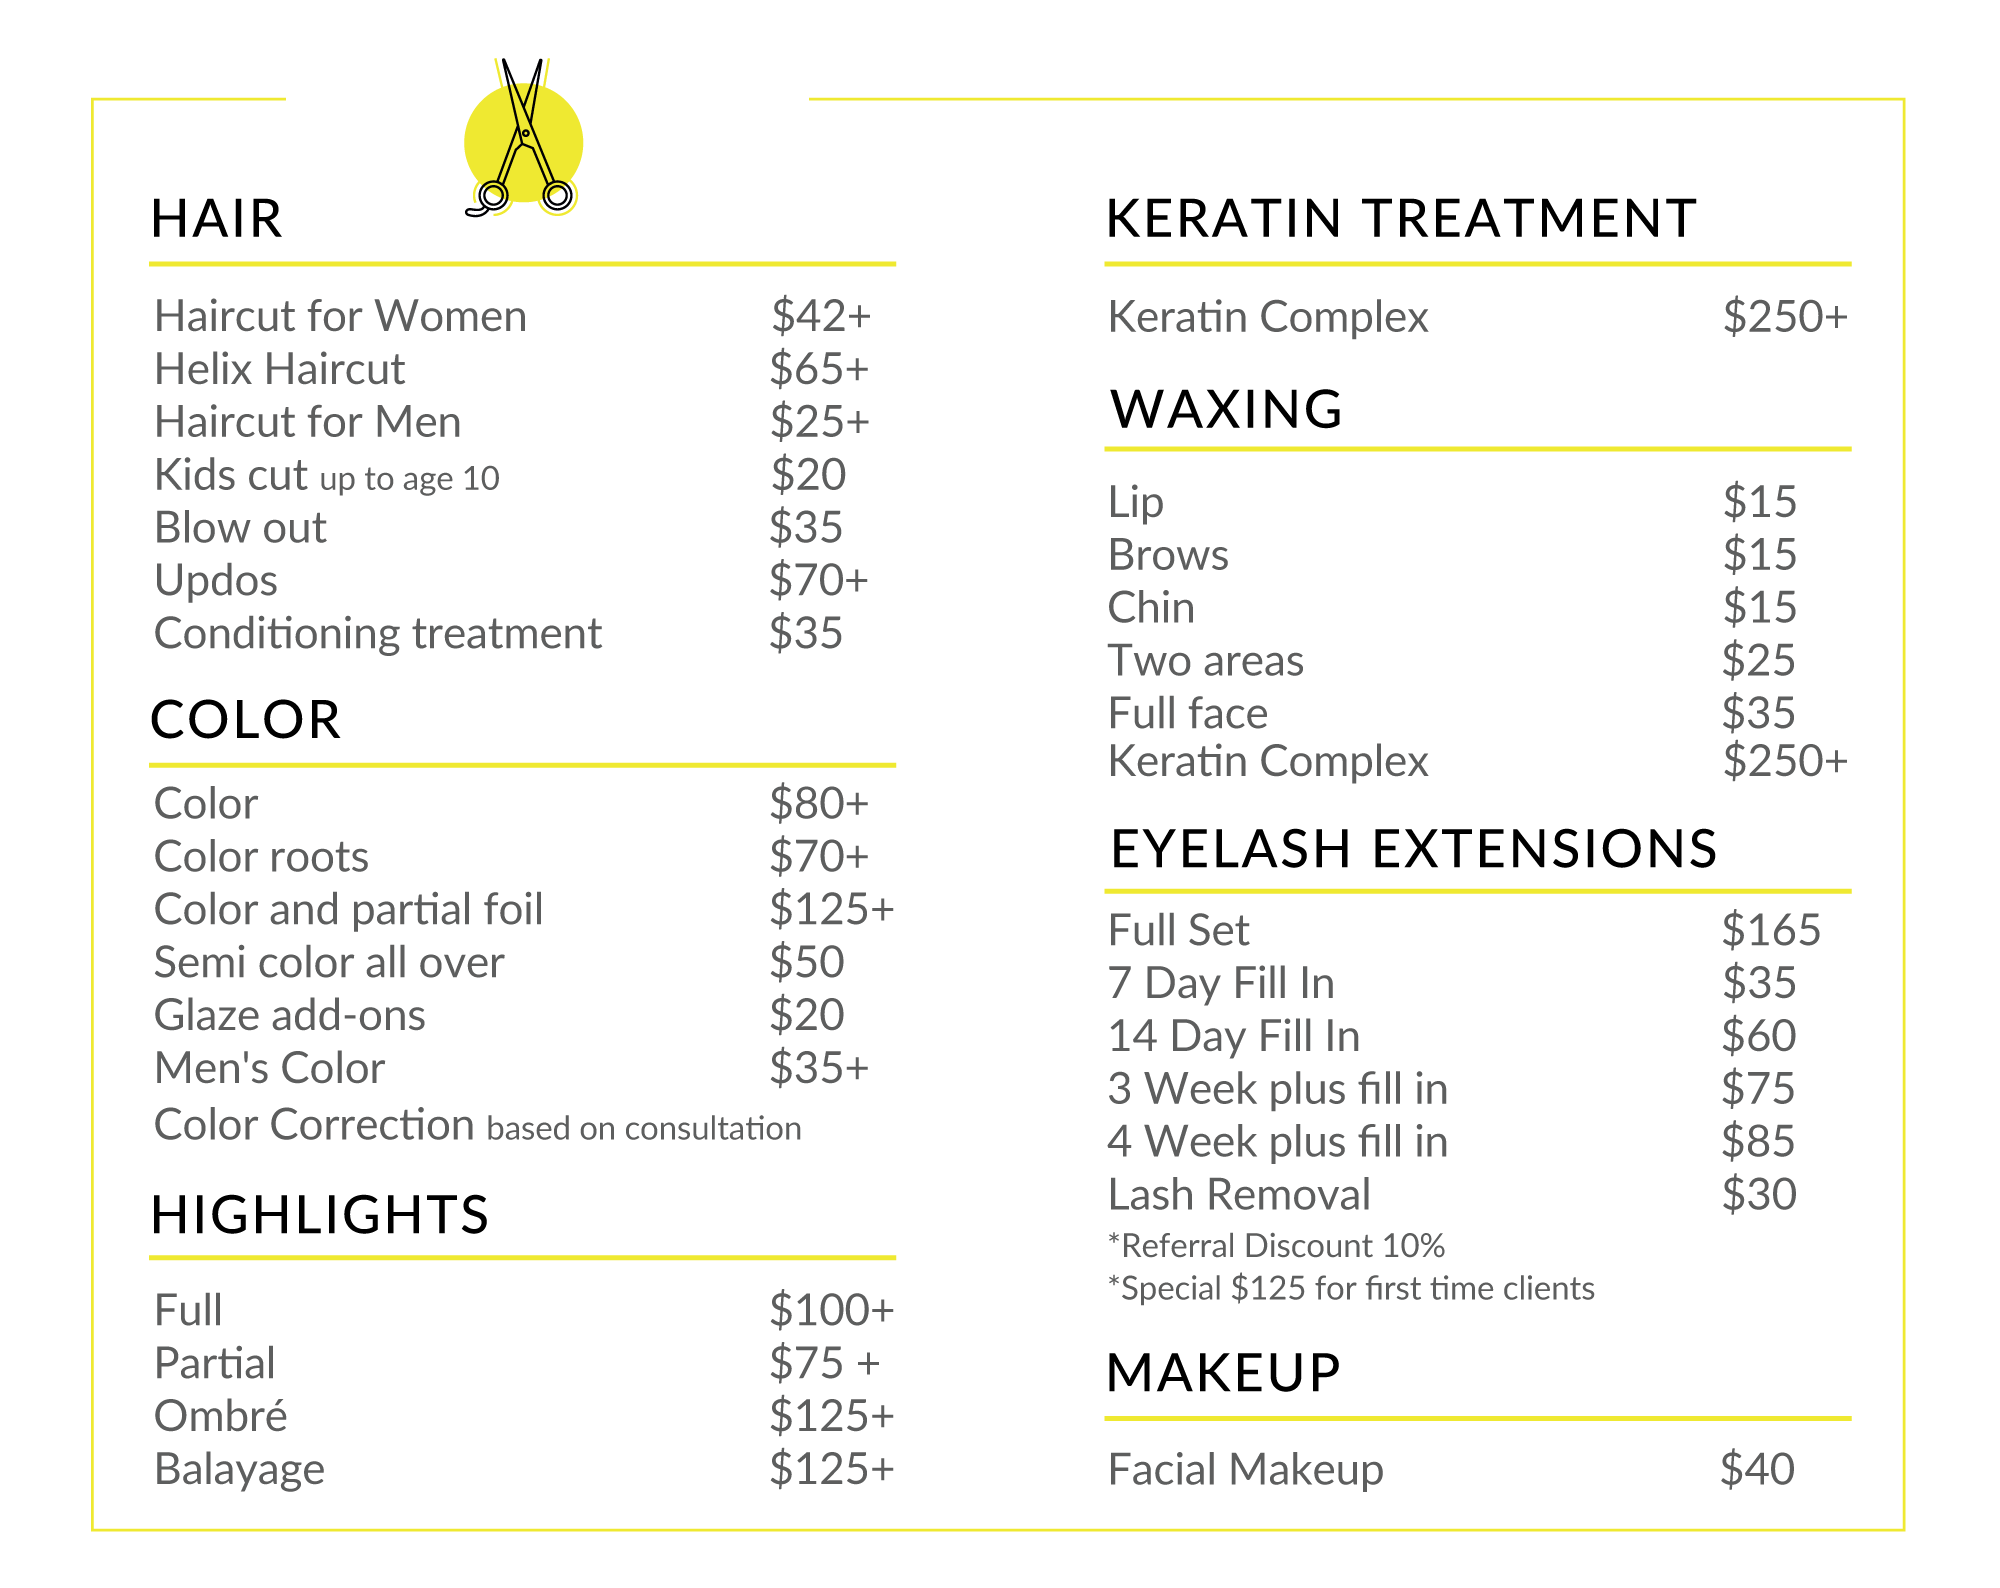 HAIR
Haircut for Women $42+
Helix Haircut $65+
Haircut for Men $25+
Kids cut up to age 10 $20
Blow out $35
Updos $70+
Conditioning treatment $35
COLOR
Color $80+
Color roots $70+
Color and partial foil $125+
Semi color all over $50
Glaze add-ons $20
Men's Color $35+
Color Correction based on consultation
HIGHLIGHTS
Full $100+
Partial $75 +
Ombré $125+
Balayage $125+
KERATIN TREATMENT
Keratin Complex $250+
WAXING
Lip $15
Brows $15
Chin $15
Two areas $25
Full face $35
Keratin Complex $250+
EYELASH EXTENSIONS
Full Set $165
7 Day Fill In $35
14 Day Fill In $60
3 Week plus fill in $75
4 Week plus fill in $85
Lash Removal $30
*Referral Discount 10%
*Special $125 for first time clients
MAKEUP
Facial Makeup $40